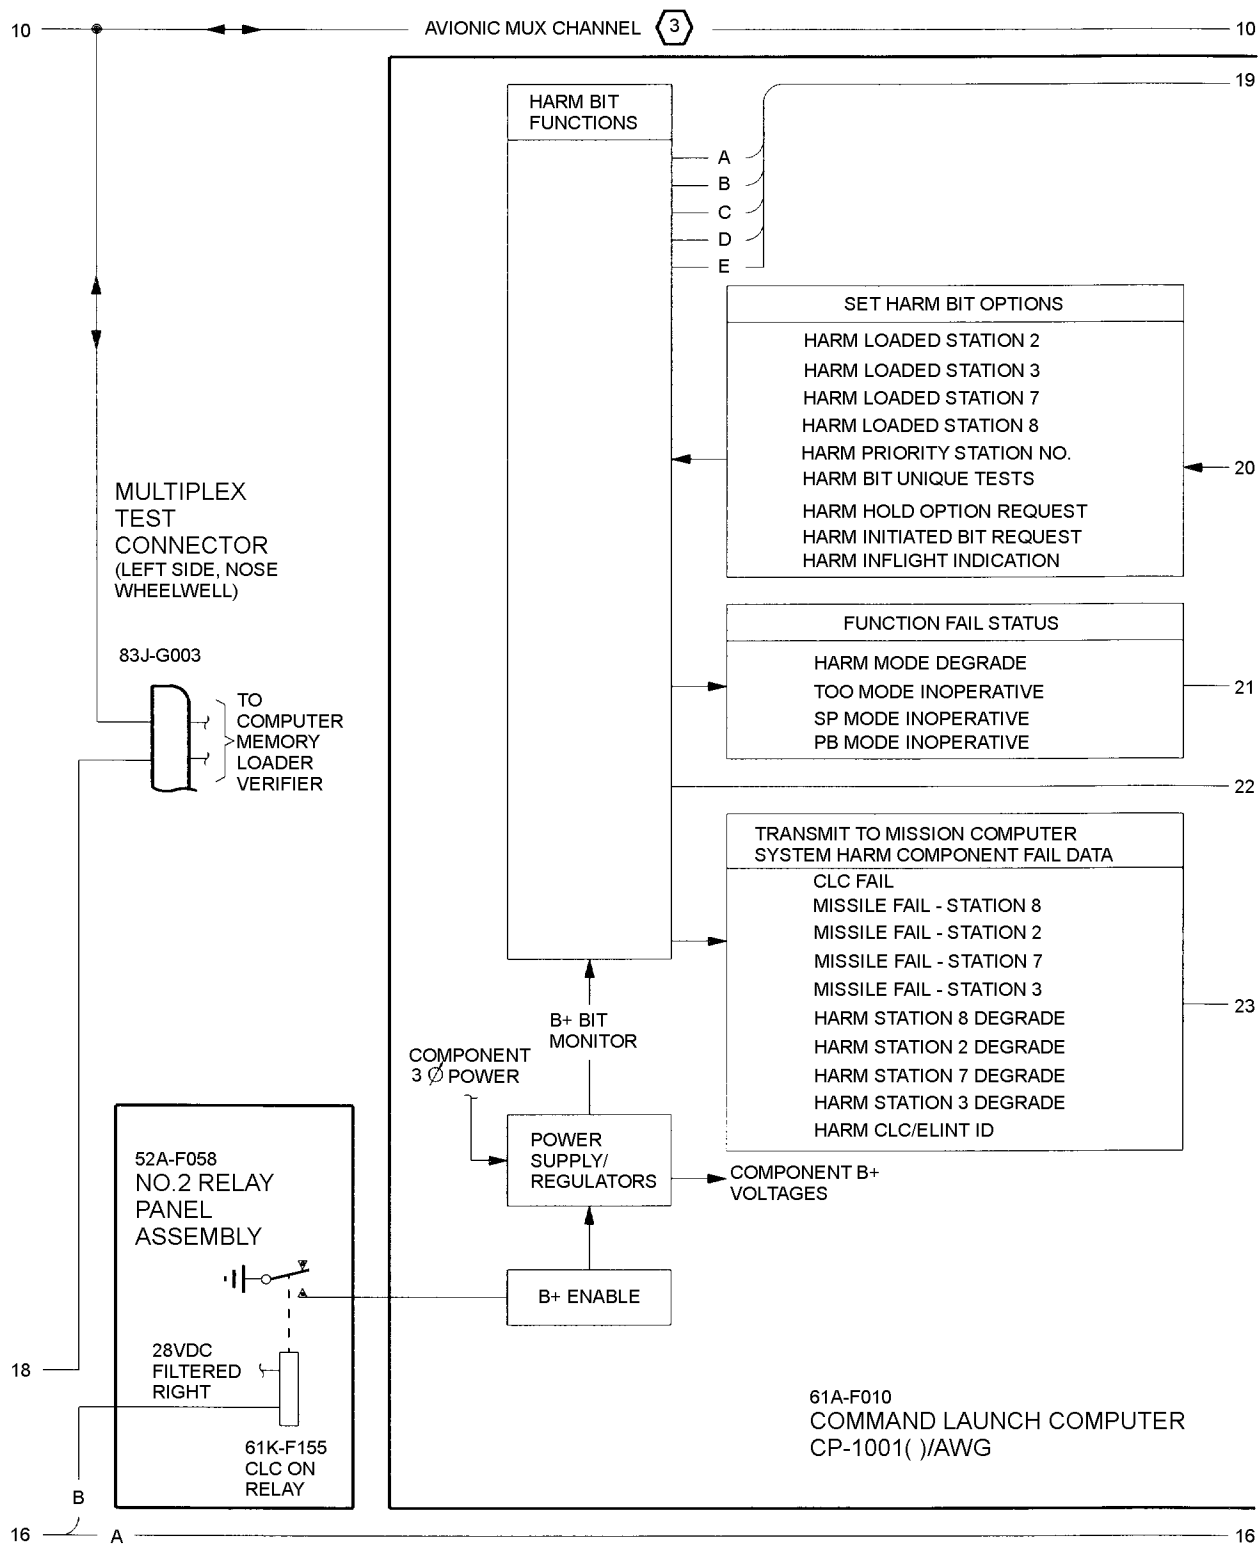 10
AVIONIC MUX CHANNEL
3
10
19
HARM BIT
FUNCTIONS
A
B
C
D
E
SET HARM BIT OPTIONS
HARM LOADED STATION 2
HARM LOADED STATION 3
HARM LOADED STATION 7
HARM LOADED STATION 8
HARM PRIORITY STATION NO.
HARM BIT UNIQUE TESTS
HARM HOLD OPTION REQUEST
HARM INITIATED BIT REQUEST
HARM INFLIGHT INDICATION
20
MULTIPLEX
TEST
CONNECTOR
(LEFT SIDE, NOSE
WHEELWELL)
83J-G003
TO
COMPUTER
MEMORY
LOADER
VERIFIER
FUNCTION FAIL STATUS
HARM MODE DEGRADE
TOO MODE INOPERATIVE
SP MODE INOPERATIVE
PB MODE INOPERATIVE
21
22
TRANSMIT TO MISSION COMPUTER
SYSTEM HARM COMPONENT FAIL DATA
CLC FAIL
MISSILE FAIL - STATION 8
MISSILE FAIL - STATION 2
MISSILE FAIL - STATION 7
MISSILE FAIL - STATION 3
HARM STATION 8 DEGRADE
HARM STATION 2 DEGRADE
HARM STATION 7 DEGRADE
HARM STATION 3 DEGRADE
HARM CLC/ELINT ID
23
B+ BIT
MONITOR
COMPONENT
3 Ø POWER
POWER
SUPPLY/
REGULATORS
COMPONENT B+
VOLTAGES
B+ ENABLE
52A-F058
NO.2 RELAY
PANEL
ASSEMBLY
28VDC
FILTERED
RIGHT
18
61K-F155
CLC ON
RELAY
61A-F010
COMMAND LAUNCH COMPUTER
CP-1001( )/AWG
B
16
A
16